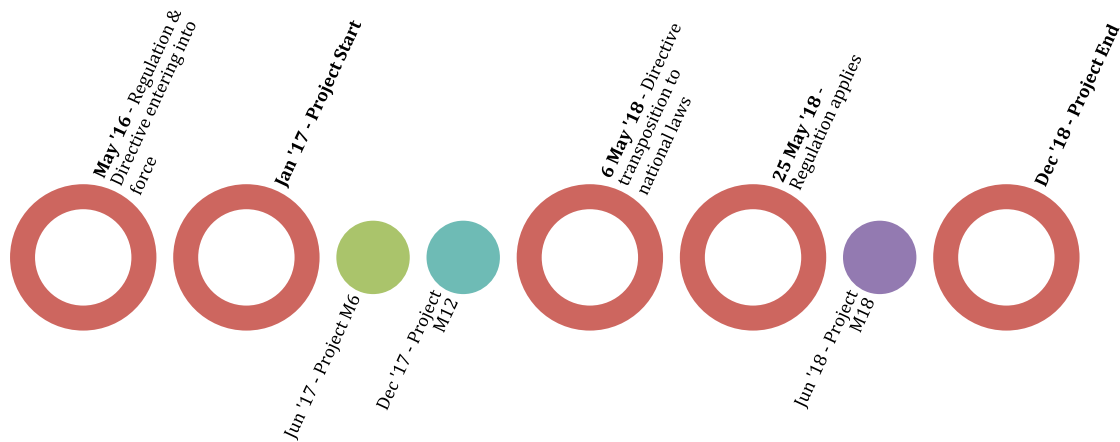 May '16 - Regulation &
Directive entering into
force
Jan '17 - Project Start
Jun '17 - Project M6
Dec '17 - Project
M12
6 May '18 - Directive
transposition to
national laws
25 May '18 -
Regulation applies
Jun '18 - Project
M18
Dec '18 - Project End